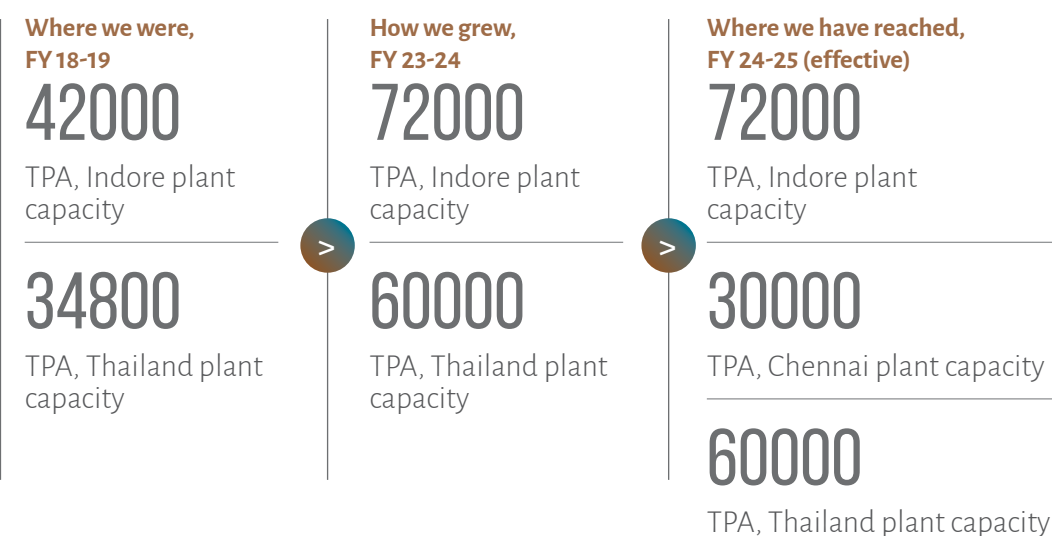 Where we were,
FY 18-19
42000
TPA, Indore plant
capacity
34800
TPA, Thailand plant
capacity
>
How we grew,
FY 23-24
72000
TPA, Indore plant
capacity
60000
TPA, Thailand plant
capacity
>
Where we have reached,
FY 24-25 (effective)
72000
TPA, Indore plant
capacity
30000
TPA, Chennai plant capacity
60000
TPA, Thailand plant capacity